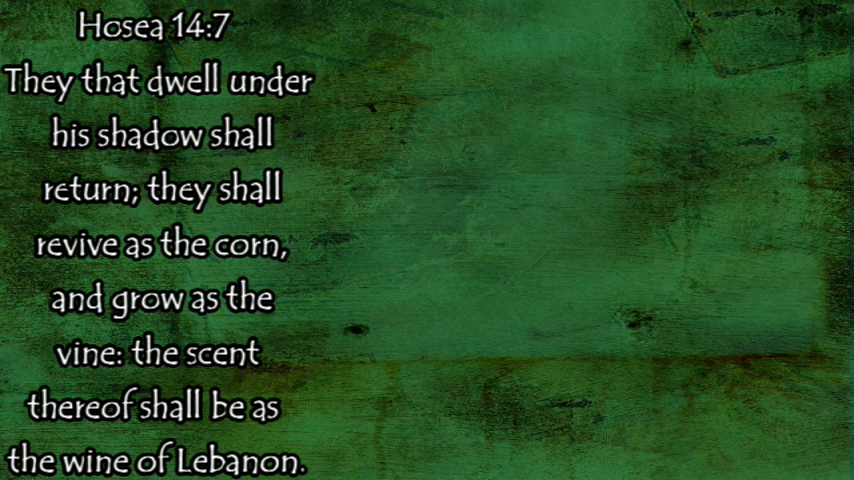 Hosea 14:7
They that dwell under
his shadow shall
return; they shall
revive as the corn,
and grow as the
vine: the scent
thereof shall be as
the wine of Lebanon.